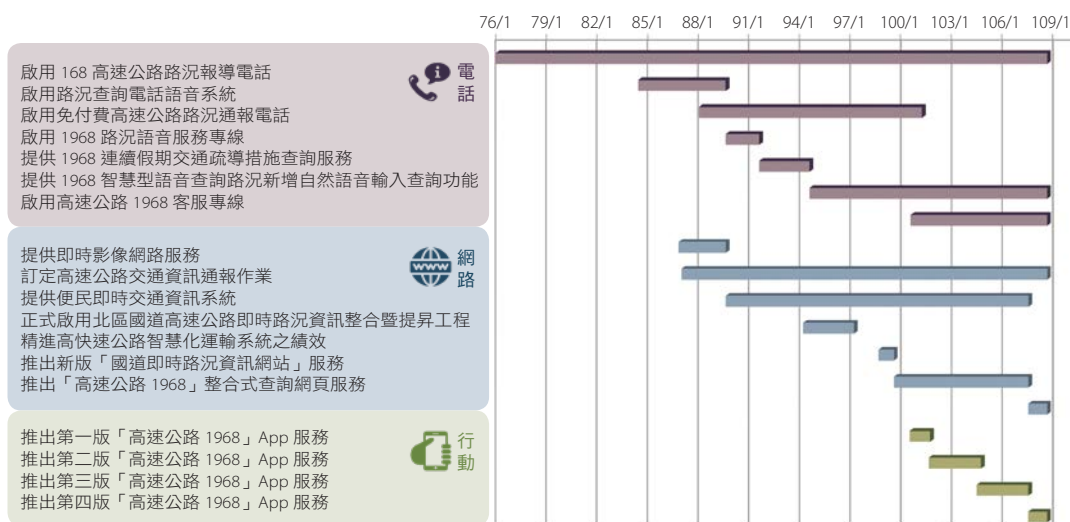 76/1 79/1 82/1 85/1 88/1 91/1 94/1 97/1 100/1 103/1 106/1 109/1
電話
啟用 168 高速公路路況報導電話
啟用路況查詢電話語音系統
啟用免付費高速公路路況通報電話
啟用 1968 路況語音服務專線
提供 1968 連續假期交通疏導措施查詢服務
提供 1968 智慧型語音查詢路況新增自然語音輸入查詢功能
啟用高速公路 1968 客服專線
網路
www
提供即時影像網路服務
訂定高速公路交通資訊通報作業
提供便民即時交通資訊系統
正式啟用北區國道高速公路即時路況資訊整合暨提昇工程
精進高快速公路智慧化運輸系統之績效
推出新版「國道即時路況資訊網站」服務
推出「高速公路 1968」整合式查詢網頁服務
行動
推出第一版「高速公路 1968」App 服務
推出第二版「高速公路 1968」App 服務
推出第三版「高速公路 1968」App 服務
推出第四版「高速公路 1968」App 服務